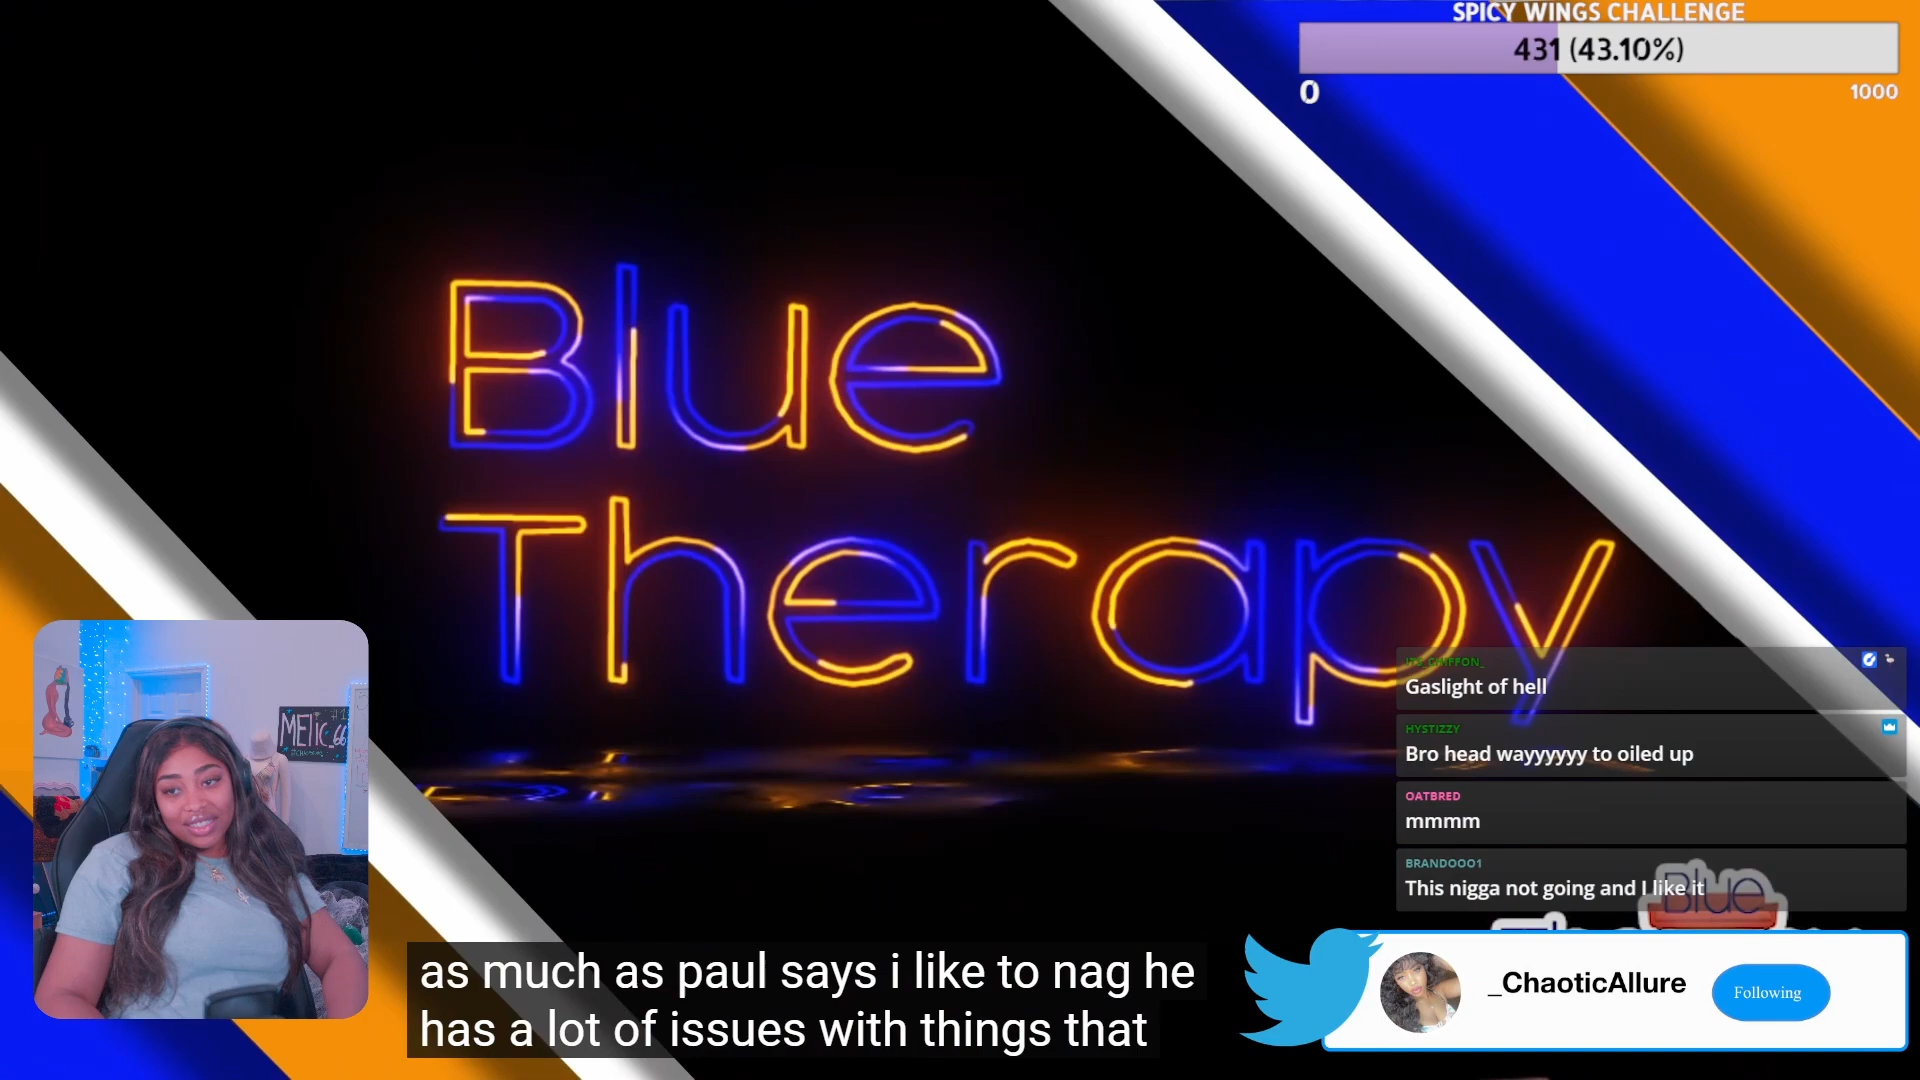 SPICY WINGS CHALLENGE
431 (43.10%)
0
1000
Blue
Therapy
MElIC_66
Gaslight of hell
HYSTIZZY
Bro head wayyyyyy to oiled up
OATBRED
mmmm
BRANDOOO1
This nigga not going and I like it
Blue
_ChaoticAllure
Following
as much as paul says i like to nag he
has a lot of issues with things that